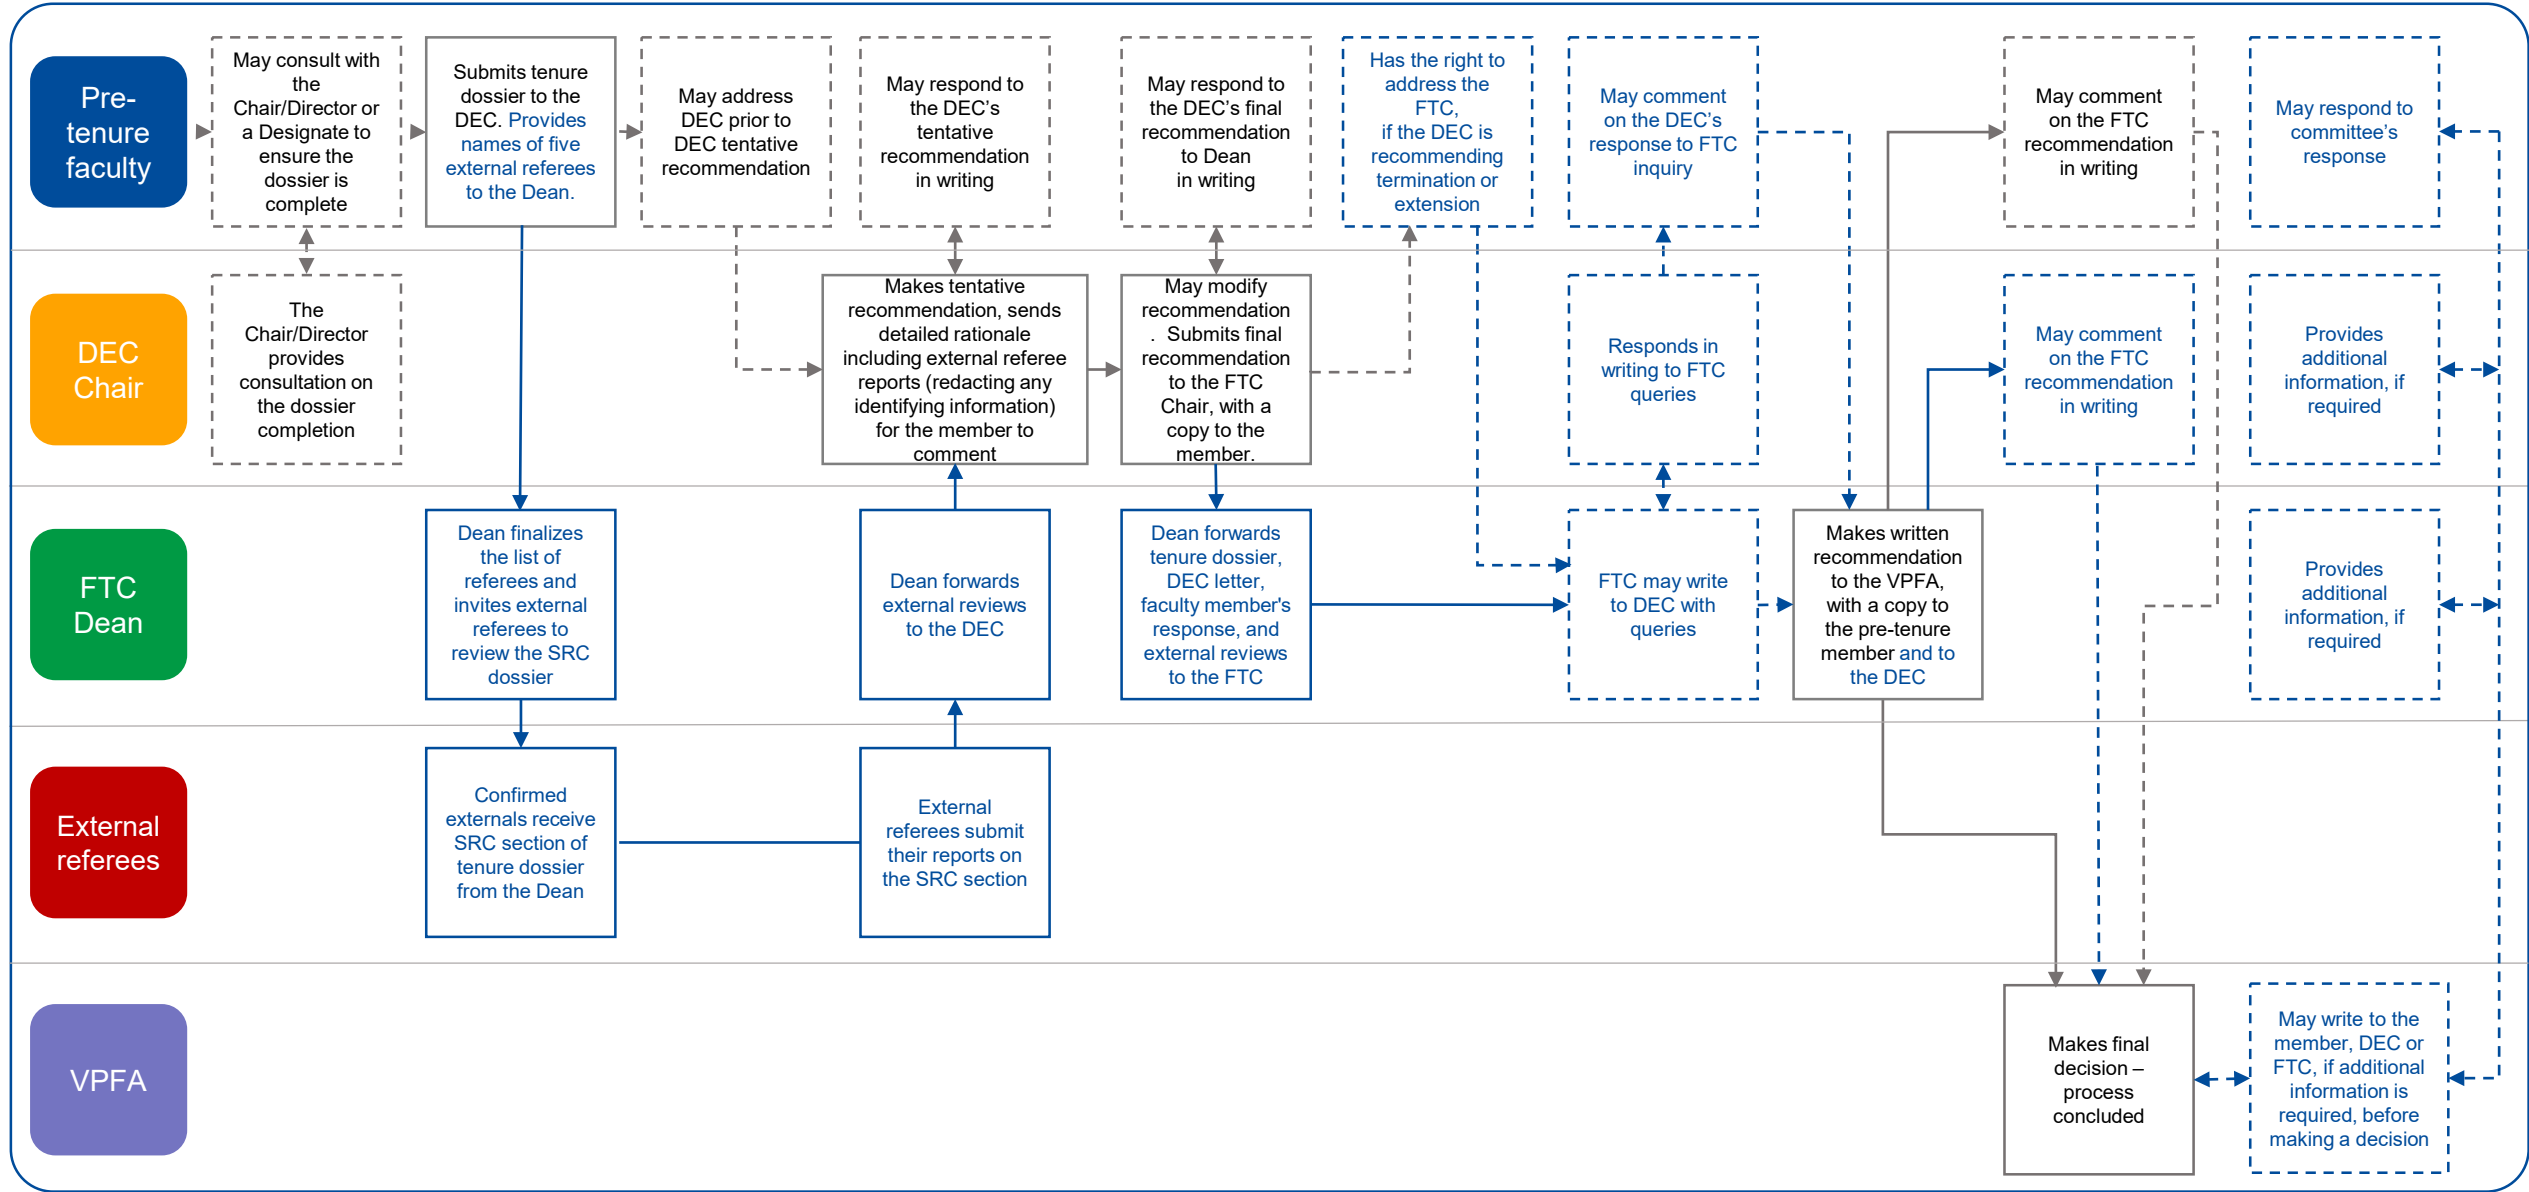 Pre-
tenure
faculty
May consult with
the
Chair/Director or
a Designate to
ensure the
dossier is
complete
Submits tenure
dossier to the
DEC. Provides
names of five
external referees
to the Dean.
May address
DEC prior to
DEC tentative
recommendation
May respond to
the DEC’s
tentative
recommendation
in writing
May respond to
the DEC’s final
recommendation
to Dean
in writing
Has the right to
address the
FTC,
if the DEC is
recommending
termination or
extension
May comment
on the DEC’s
response to FTC
inquiry
May comment
on the FTC
recommendation
in writing
May respond to
committee’s
response
DEC
Chair
The
Chair/Director
provides
consultation on
the dossier
completion
Makes tentative
recommendation, sends
detailed rationale
including external referee
reports (redacting any
identifying information)
for the member to
comment
May modify
recommendation
. Submits final
recommendation
to the FTC
Chair, with a
copy to the
member.
Responds in
writing to FTC
queries
May comment
on the FTC
recommendation
in writing
Provides
additional
information, if
required
FTC
Dean
Dean finalizes
the list of
referees and
invites external
referees to
review the SRC
dossier
Dean forwards
external reviews
to the DEC
Dean forwards
tenure dossier,
DEC letter,
faculty member's
response, and
external reviews
to the FTC
FTC may write
to DEC with
queries
Makes written
recommendation
to the VPFA,
with a copy to
the pre-tenure
member and to
the DEC
Provides
additional
information, if
required
External
referees
Confirmed
externals receive
SRC section of
tenure dossier
from the Dean
External
referees submit
their reports on
the SRC section
VPFA
Makes final
decision –
process
concluded
May write to the
member, DEC or
FTC, if additional
information is
required, before
making a decision